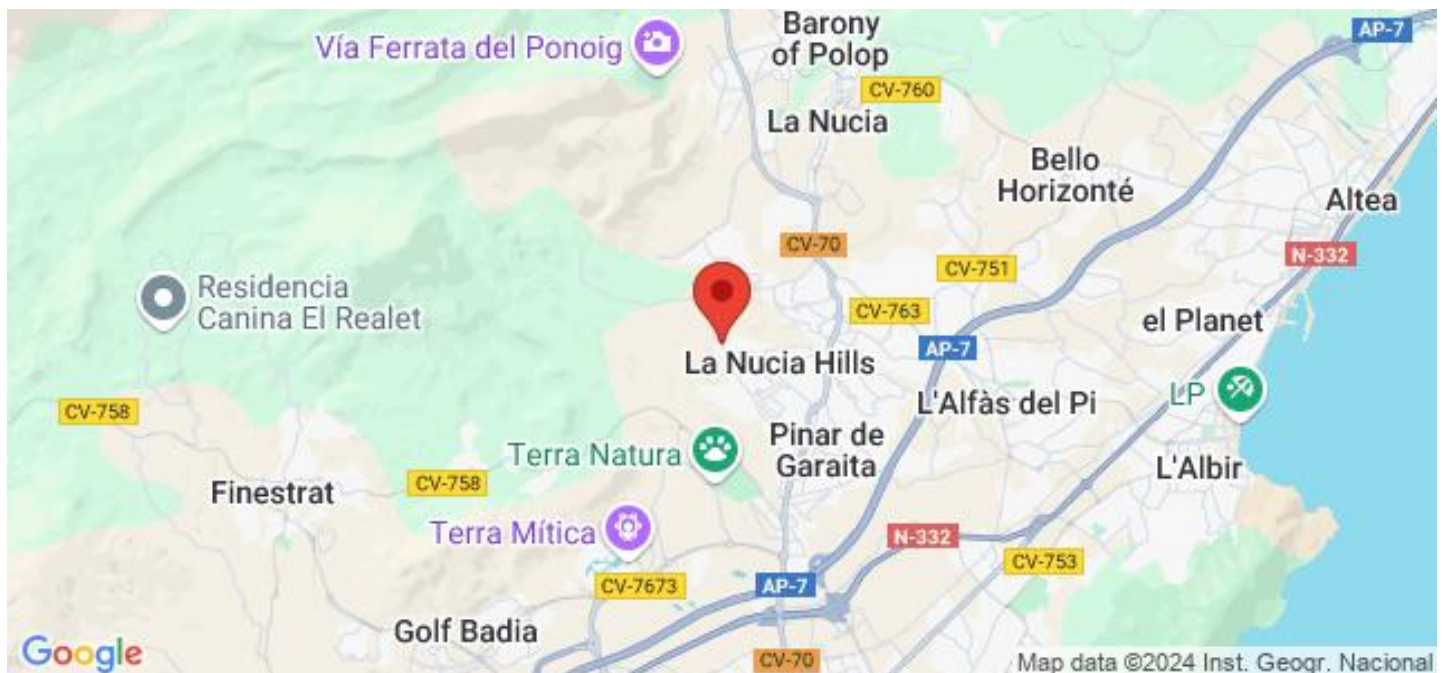 Barony
of Polop
AP-7
Vía Ferrata del Ponoig
CV-760
La Nucia
Bello
Horizonté
Altea
CV-70
N-332
CV-751
Residencia
Canina El Realet
CV-763
el Planet
AP-7
La Nucia Hills
LP
L'Alfàs del Pi
CV-758
Pinar de
Garaita
Terra Natura
L'Albir
CV-758
Finestrat
Terra Mítica
N-332
CV-753
CV-7673
AP-7
Golf Badia
Google
CV-70
Map data ©2024 Inst. Geogr. Nacional